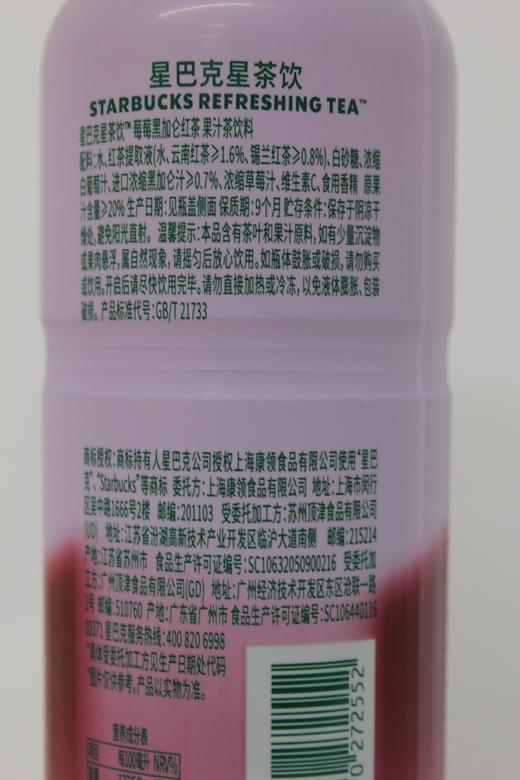 星巴克星茶饮
STARBUCKS REFRESHING TEA™
星巴克星茶饮™ 莓莓黑加仑红茶 果汁茶饮料
配料:水、红茶提取液(水、云南红茶≥1.6%、锡兰红茶≥0.8%)、白砂糖、浓缩
白葡萄汁、进口浓缩黑加仑汁≥0.7%、浓缩草莓汁、维生素C、食用香精 原果
汁含量≥20% 生产日期:见瓶盖侧面 保质期:9个月 贮存条件:保存于阴凉干
燥处,避免阳光直射。 温馨提示:本品含有茶叶和果汁原料,如有少量沉淀物
或果肉悬浮,属自然现象,请摇匀后放心饮用。如瓶体鼓胀或破损,请勿购买
或饮用。开启后请尽快饮用完毕。请勿直接加热或冷冻,以免液体膨胀、包装
破损。产品标准代号:GB/T 21733
商标授权:商标持有人星巴克公司授权上海康领食品有限公司使用“星巴
克”、“Starbucks”等商标 委托方:上海康领食品有限公司 地址:上海市闵行
区吴中路1666号2楼 邮编:201103 受委托加工方:苏州顶津食品有限公司
(UD) 地址:江苏省汾湖高新技术产业开发区临沪大道南侧 邮编:215214
产地:江苏省苏州市 食品生产许可证编号:SC10632050900216 受委托加
工方:广州顶津食品有限公司(GD) 地址:广州经济技术开发区东区沧联一路
2号 邮编:510760 产地:广东省广州市 食品生产许可证编号:SC106440116
00371 星巴克服务热线:400 820 6998
*具体受委托加工方见生产日期处代码
*图片仅供参考,产品以实物为准。
0 272552
营养成分表
项目 每100毫升 NRV%